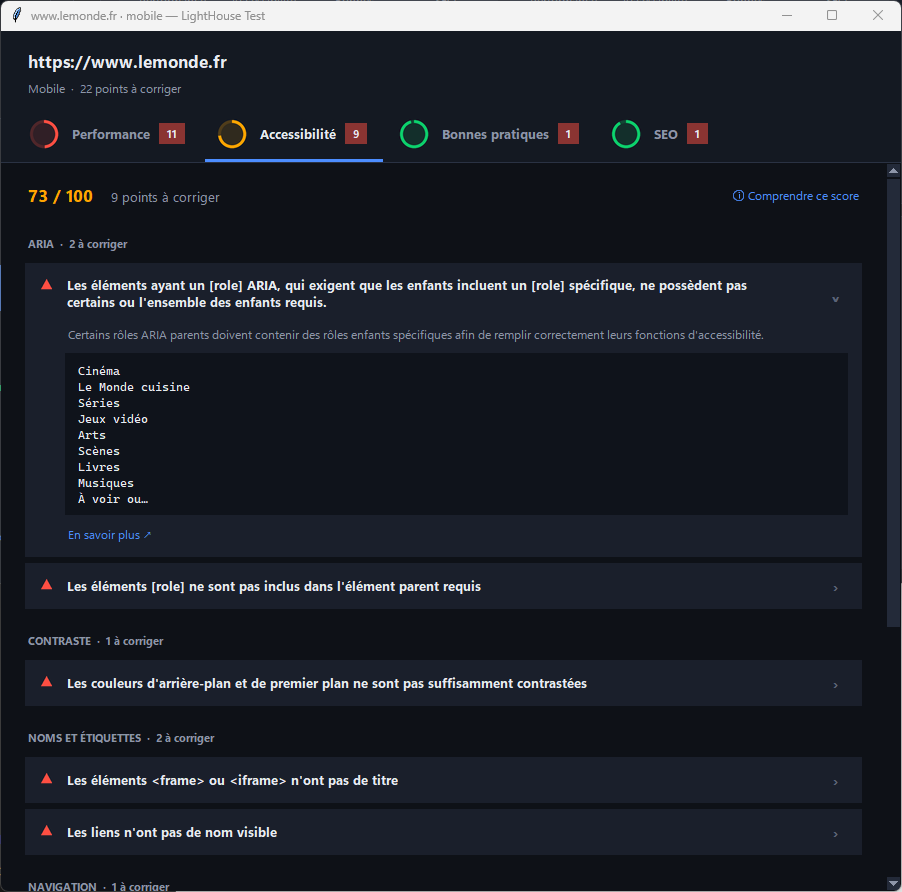 www.lemonde.fr · mobile — LightHouse Test
https://www.lemonde.fr
Mobile · 22 points à corriger
Performance 11 Accessibilité 9 Bonnes pratiques 1 SEO 1
73 / 100 9 points à corriger ⓘ Comprendre ce score
ARIA · 2 à corriger
Les éléments ayant un [role] ARIA, qui exigent que les enfants incluent un [role] spécifique, ne possèdent pas
certains ou l'ensemble des enfants requis.
Certains rôles ARIA parents doivent contenir des rôles enfants spécifiques afin de remplir correctement leurs fonctions d'accessibilité.
Cinéma
Le Monde cuisine
Séries
Jeux vidéo
Arts
Scènes
Livres
Musiques
À voir ou…
En savoir plus ↗
Les éléments [role] ne sont pas inclus dans l'élément parent requis
CONTRASTE · 1 à corriger
Les couleurs d'arrière-plan et de premier plan ne sont pas suffisamment contrastées
NOMS ET ÉTIQUETTES · 2 à corriger
Les éléments <frame> ou <iframe> n'ont pas de titre
Les liens n'ont pas de nom visible
NAVIGATION · 1 à corriger